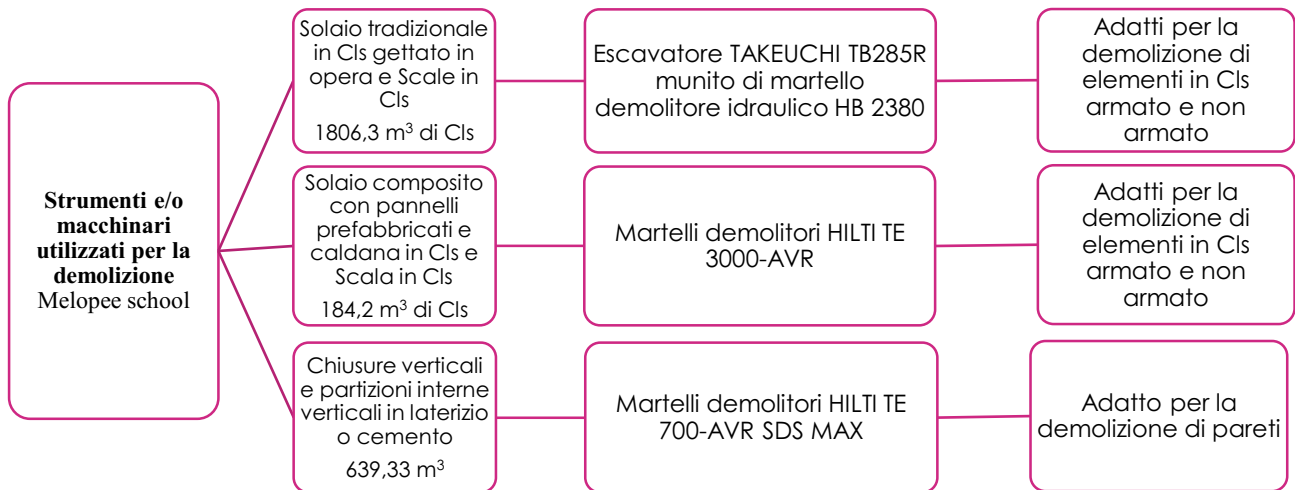 Strumenti e/o
macchinari
utilizzati per la
demolizione
Melopee school
Solaio tradizionale
in Cls gettato in
opera e Scale in
Cls
1806,3 m³ di Cls
Escavatore TAKEUCHI TB285R
munito di martello
demolitore idraulico HB 2380
Adatti per la
demolizione di
elementi in Cls
armato e non
armato
Solaio composito
con pannelli
prefabbricati e
caldana in Cls e
Scala in Cls
184,2 m³ di Cls
Martelli demolitori HILTI TE
3000-AVR
Adatti per la
demolizione di
elementi in Cls
armato e non
armato
Chiusure verticali
e partizioni interne
verticali in laterizio
o cemento
639,33 m³
Martelli demolitori HILTI TE
700-AVR SDS MAX
Adatto per la
demolizione di pareti